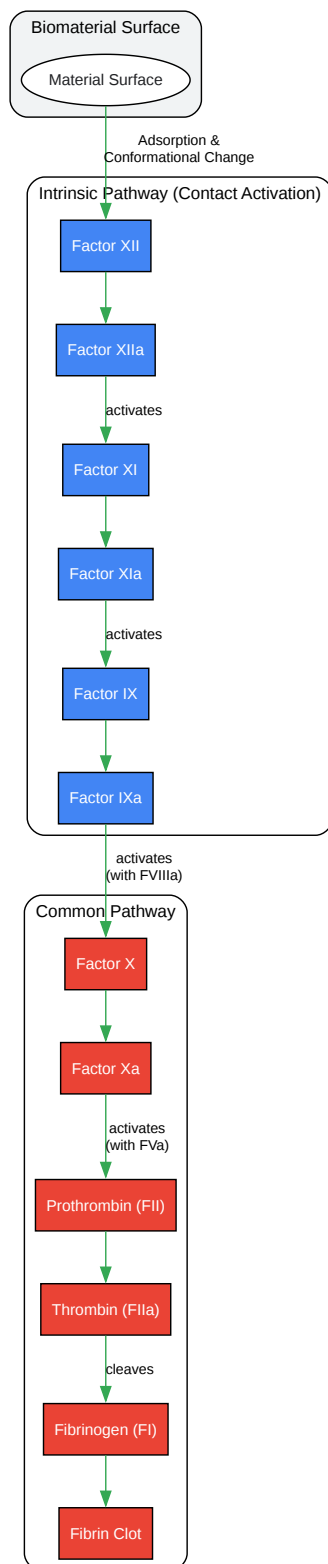 Biomaterial Surface
Material Surface
Adsorption &
Conformational Change
Intrinsic Pathway (Contact Activation)
Factor XII
Factor XIIa
activates
Factor XI
Factor XIa
activates
Factor IX
Factor IXa
activates
(with FVIIIa)
Common Pathway
Factor X
Factor Xa
activates
(with FVa)
Prothrombin (FII)
Thrombin (FIIa)
cleaves
Fibrinogen (FI)
Fibrin Clot